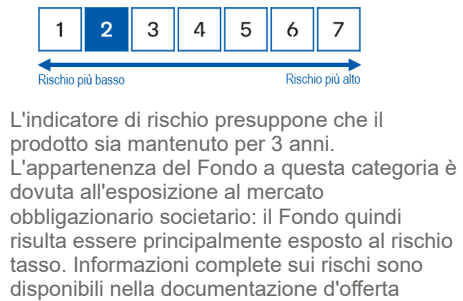 1 2 3 4 5 6 7
Rischio più basso Rischio più alto
L'indicatore di rischio presuppone che il
prodotto sia mantenuto per 3 anni.
L'appartenenza del Fondo a questa categoria è
dovuta all'esposizione al mercato
obbligazionario societario: il Fondo quindi
risulta essere principalmente esposto al rischio
tasso. Informazioni complete sui rischi sono
disponibili nella documentazione d'offerta